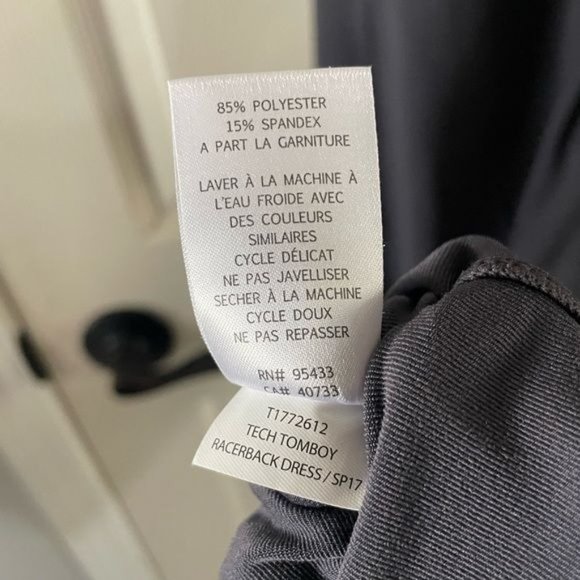 85% POLYESTER
15% SPANDEX
A PART LA GARNITURE
LAVER À LA MACHINE À
L'EAU FROIDE AVEC
DES COULEURS
SIMILAIRES
CYCLE DÉLICAT
NE PAS JAVELLISER
SECHER À LA MACHINE
CYCLE DOUX
NE PAS REPASSER
RN# 95433
CA# 40733
T1772612
TECH TOMBOY
RACERBACK DRESS / SP17